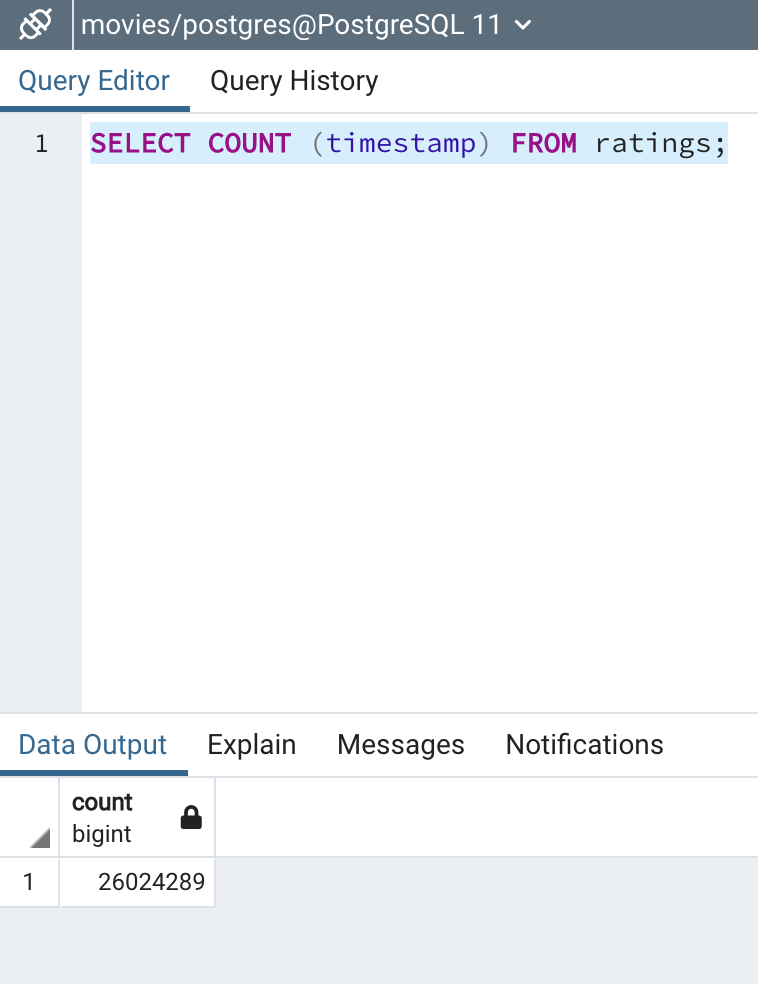 movies/postgres@PostgreSQL 11
Query Editor Query History
1 SELECT COUNT (timestamp) FROM ratings;
Data Output Explain Messages Notifications
count
bigint
1 26024289